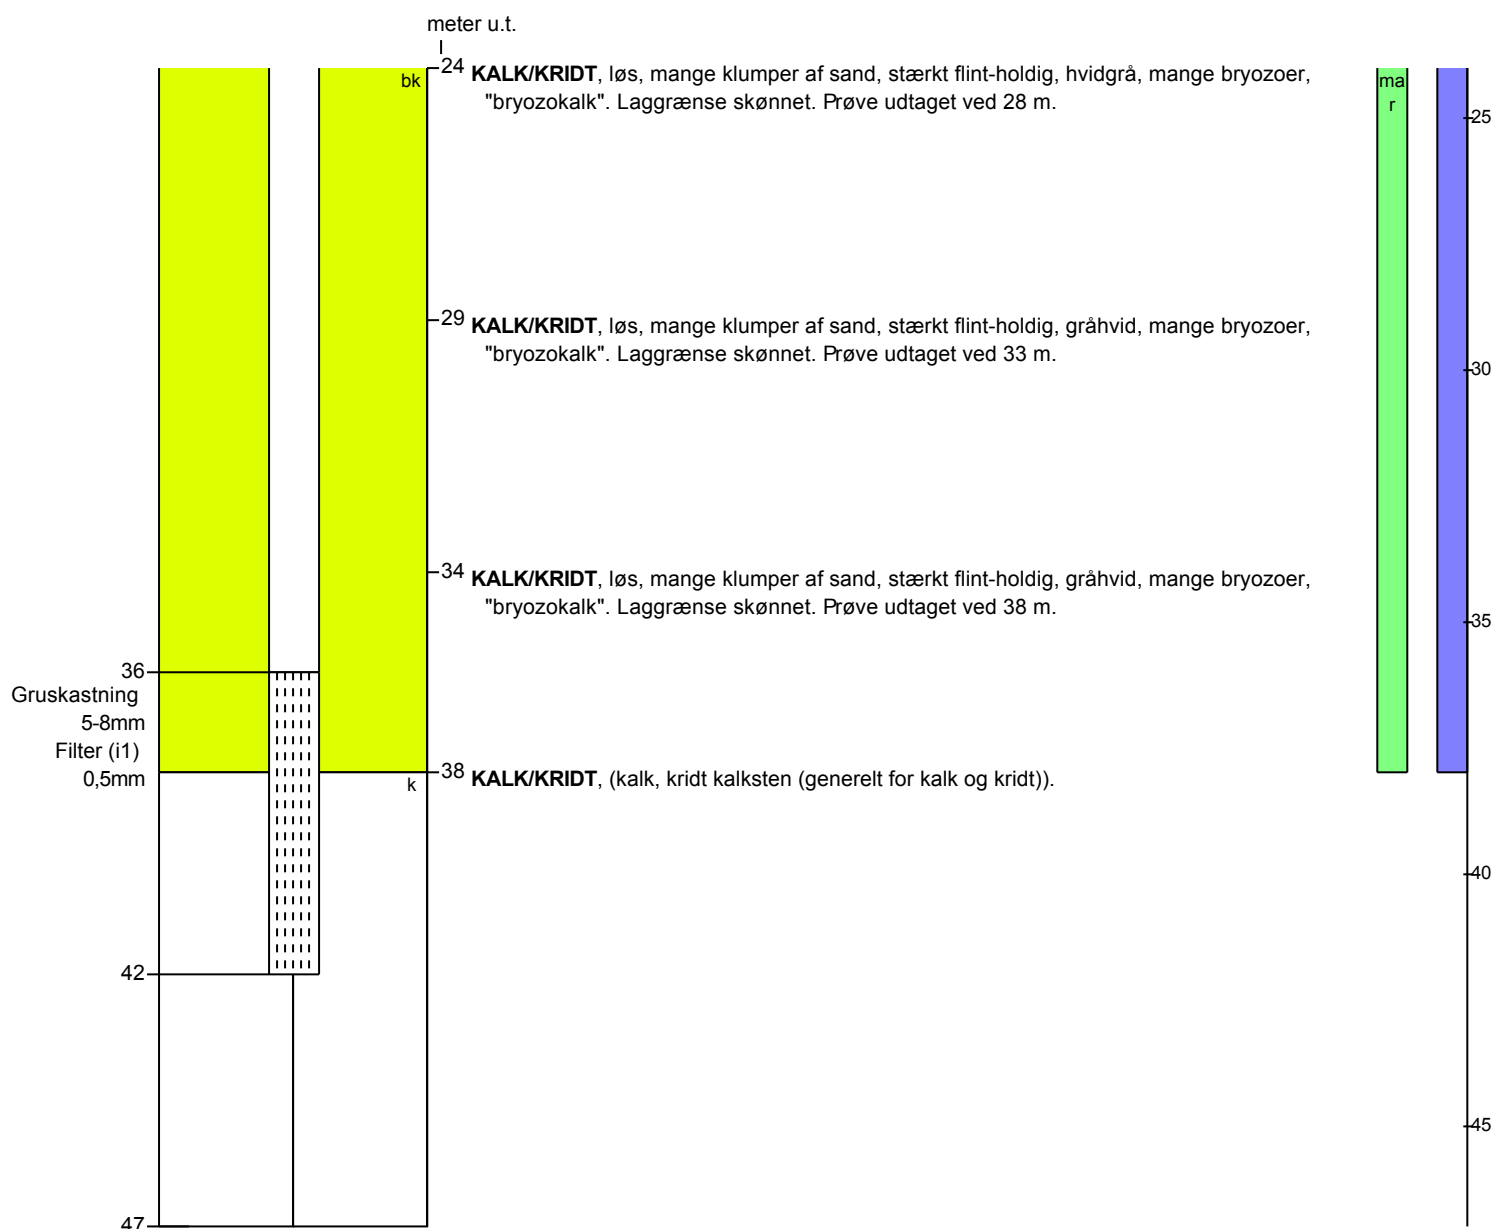 meter u.t.
24 KALK/KRIDT, løs, mange klumper af sand, stærkt flint-holdig, hvidgrå, mange bryozoer,
"bryozokalk". Laggrænse skønnet. Prøve udtaget ved 28 m.
bk
ma
r
25
29 KALK/KRIDT, løs, mange klumper af sand, stærkt flint-holdig, gråhvid, mange bryozoer,
"bryozokalk". Laggrænse skønnet. Prøve udtaget ved 33 m.
30
34 KALK/KRIDT, løs, mange klumper af sand, stærkt flint-holdig, gråhvid, mange bryozoer,
"bryozokalk". Laggrænse skønnet. Prøve udtaget ved 38 m.
35
36
Gruskastning
5-8mm
Filter (i1)
0,5mm
38 KALK/KRIDT, (kalk, kridt kalksten (generelt for kalk og kridt)).
k
40
42
45
47